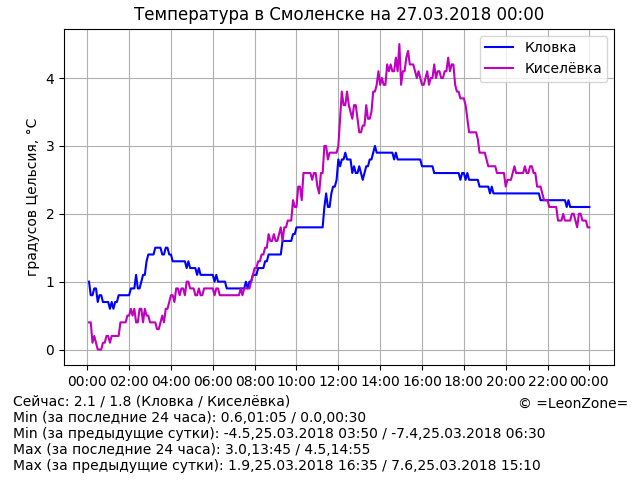 Температура в Смоленске на 27.03.2018 00:00
Кловка
Киселёвка
градусов Цельсия, °C
4
3
2
1
0
00:00 02:00 04:00 06:00 08:00 10:00 12:00 14:00 16:00 18:00 20:00 22:00 00:00
Сейчас: 2.1 / 1.8 (Кловка / Киселёвка)
© =LeonZone=
Min (за последние 24 часа): 0.6,01:05 / 0.0,00:30
Min (за предыдущие сутки): -4.5,25.03.2018 03:50 / -7.4,25.03.2018 06:30
Max (за последние 24 часа): 3.0,13:45 / 4.5,14:55
Max (за предыдущие сутки): 1.9,25.03.2018 16:35 / 7.6,25.03.2018 15:10